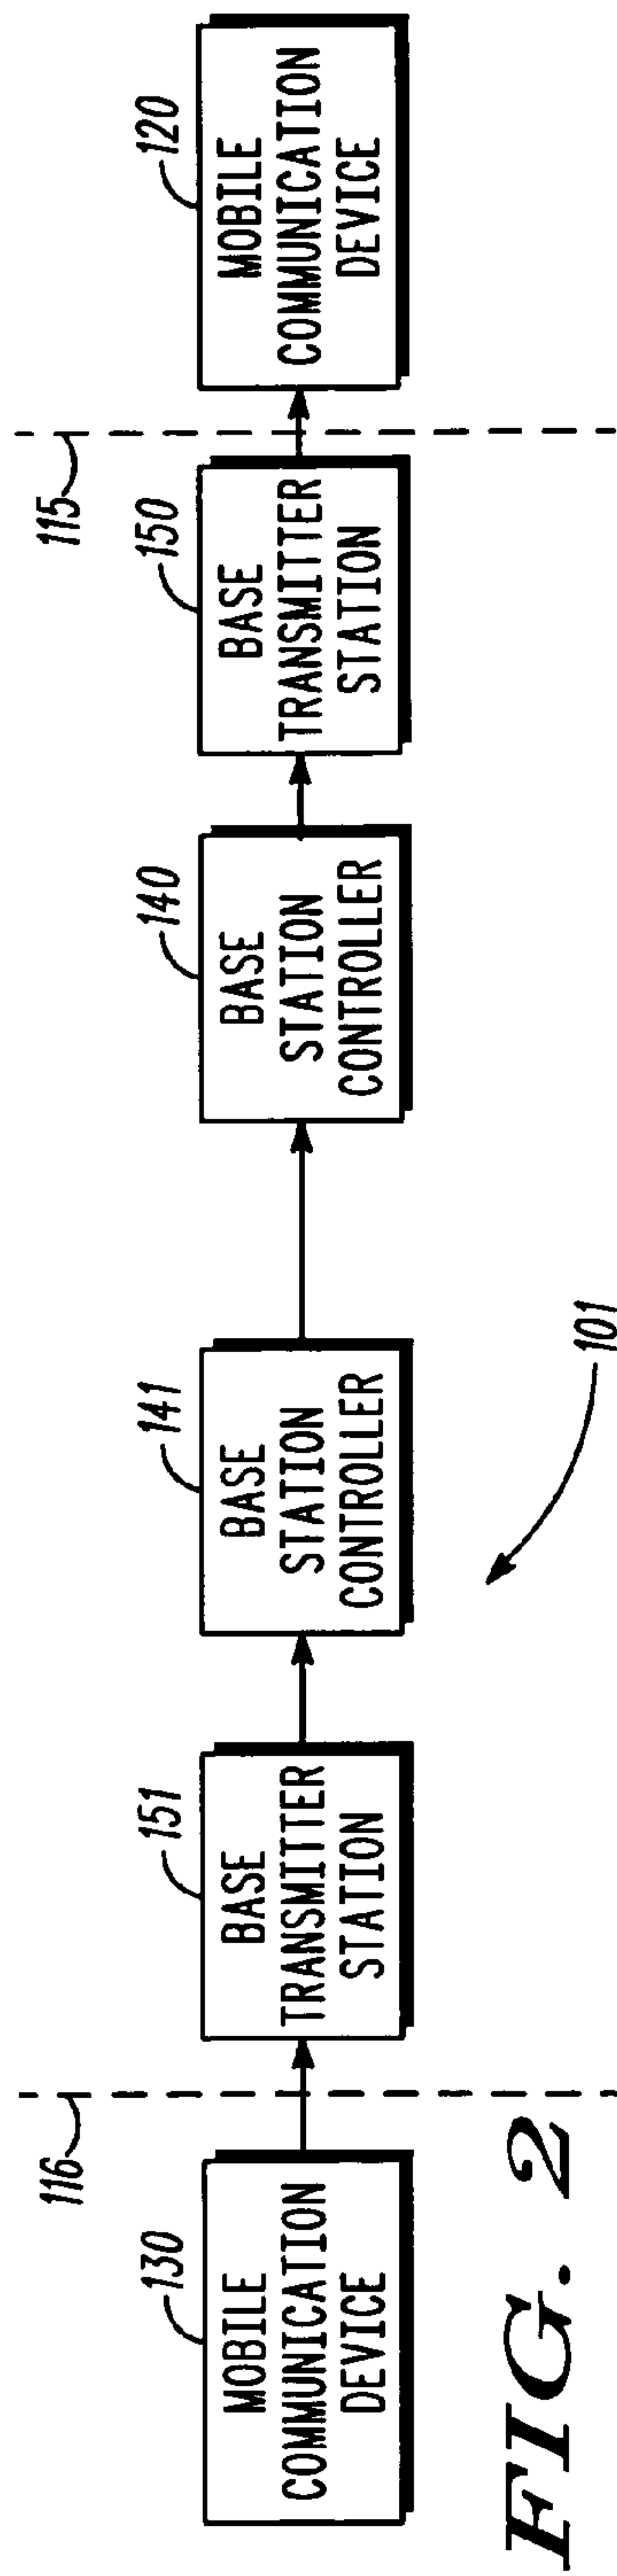 116
115
130
MOBILE
COMMUNICATION
DEVICE
151
BASE
TRANSMITTER
STATION
141
BASE
STATION
CONTROLLER
140
BASE
STATION
CONTROLLER
150
BASE
TRANSMITTER
STATION
120
MOBILE
COMMUNICATION
DEVICE
101
FIG. 2